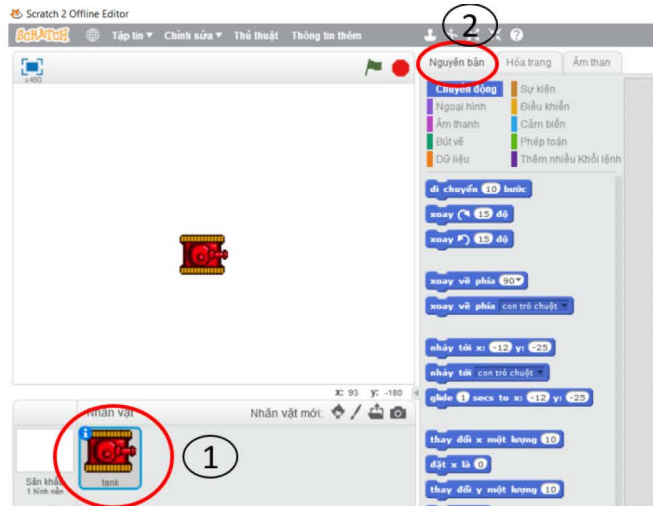 Scratch 2 Offline Editor
SCRATCH Tập tin Chỉnh sửa Thủ thuật Thông tin thêm
2
v460
Nguyên bản Hóa trang Âm than
Chuyển động Sự kiện
Ngoại hình Điều khiển
Âm thanh Cảm biến
Bút vẽ Phép toán
Dữ liệu Thêm nhiều Khối lệnh
di chuyển 10 bước
xoay 15 độ
xoay 15 độ
xoay về phía 90
xoay về phía con trỏ chuột
nhảy tới x: -12 y: -25
nhảy tới con trỏ chuột
glide 1 secs to x: -12 y: -25
thay đổi x một lượng 10
đặt x là 0
thay đổi y một lượng 10
X: 93 y: -180
Nhân vật Nhân vật mới:
1
Sân khấu
1 hình nền
tank